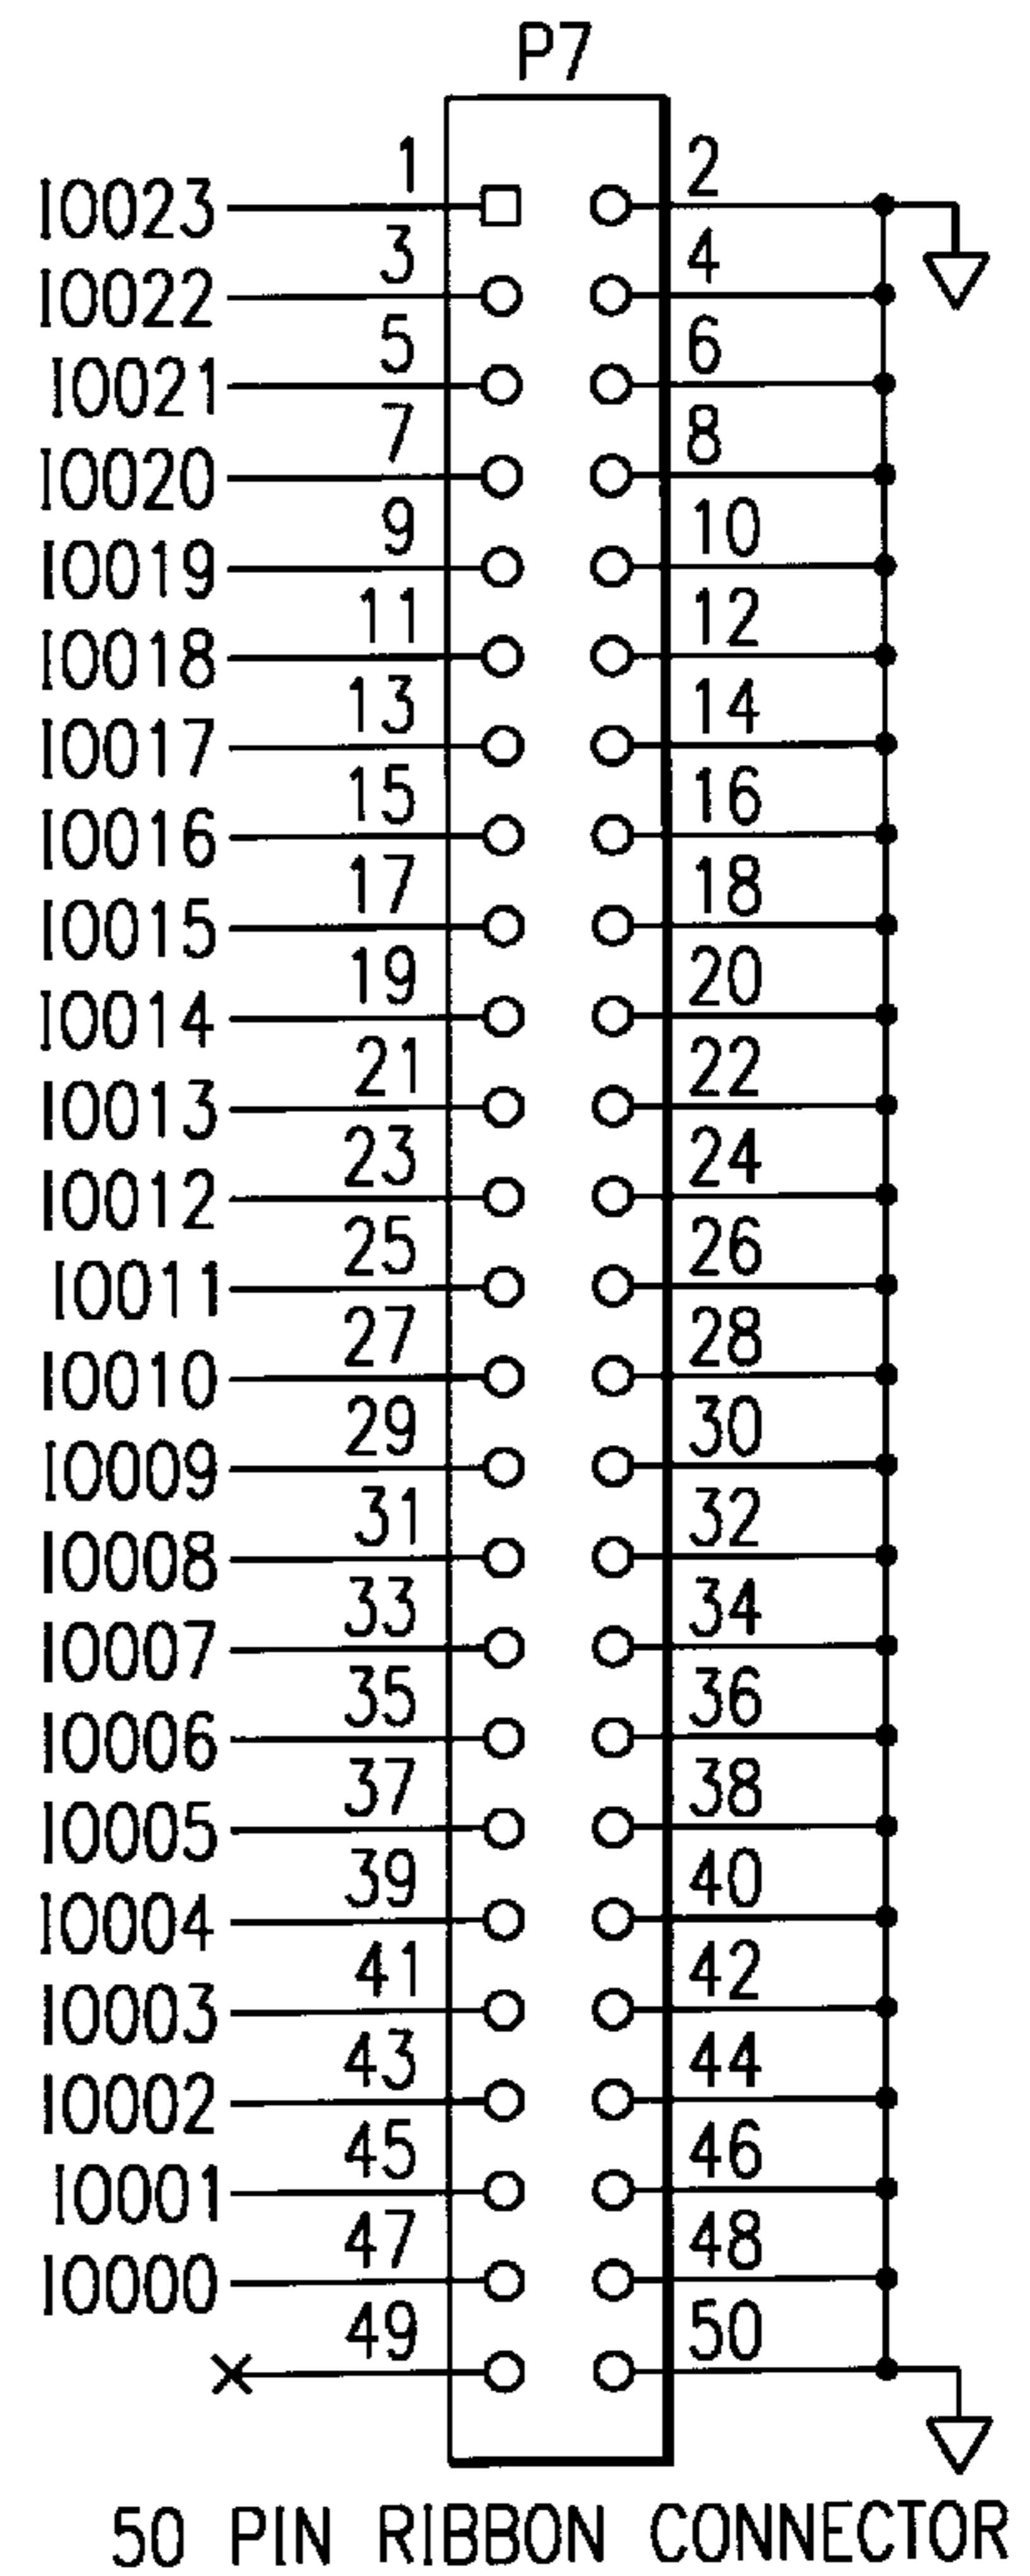 P7
1 2
IO023
3 4
IO022
5 6
IO021
7 8
IO020
9 10
IO019
11 12
IO018
13 14
IO017
15 16
IO016
17 18
IO015
19 20
IO014
21 22
IO013
23 24
IO012
25 26
IO011
27 28
IO010
29 30
IO009
31 32
IO008
33 34
IO007
35 36
IO006
37 38
IO005
39 40
IO004
41 42
IO003
43 44
IO002
45 46
IO001
47 48
IO000
49 50
50 PIN RIBBON CONNECTOR